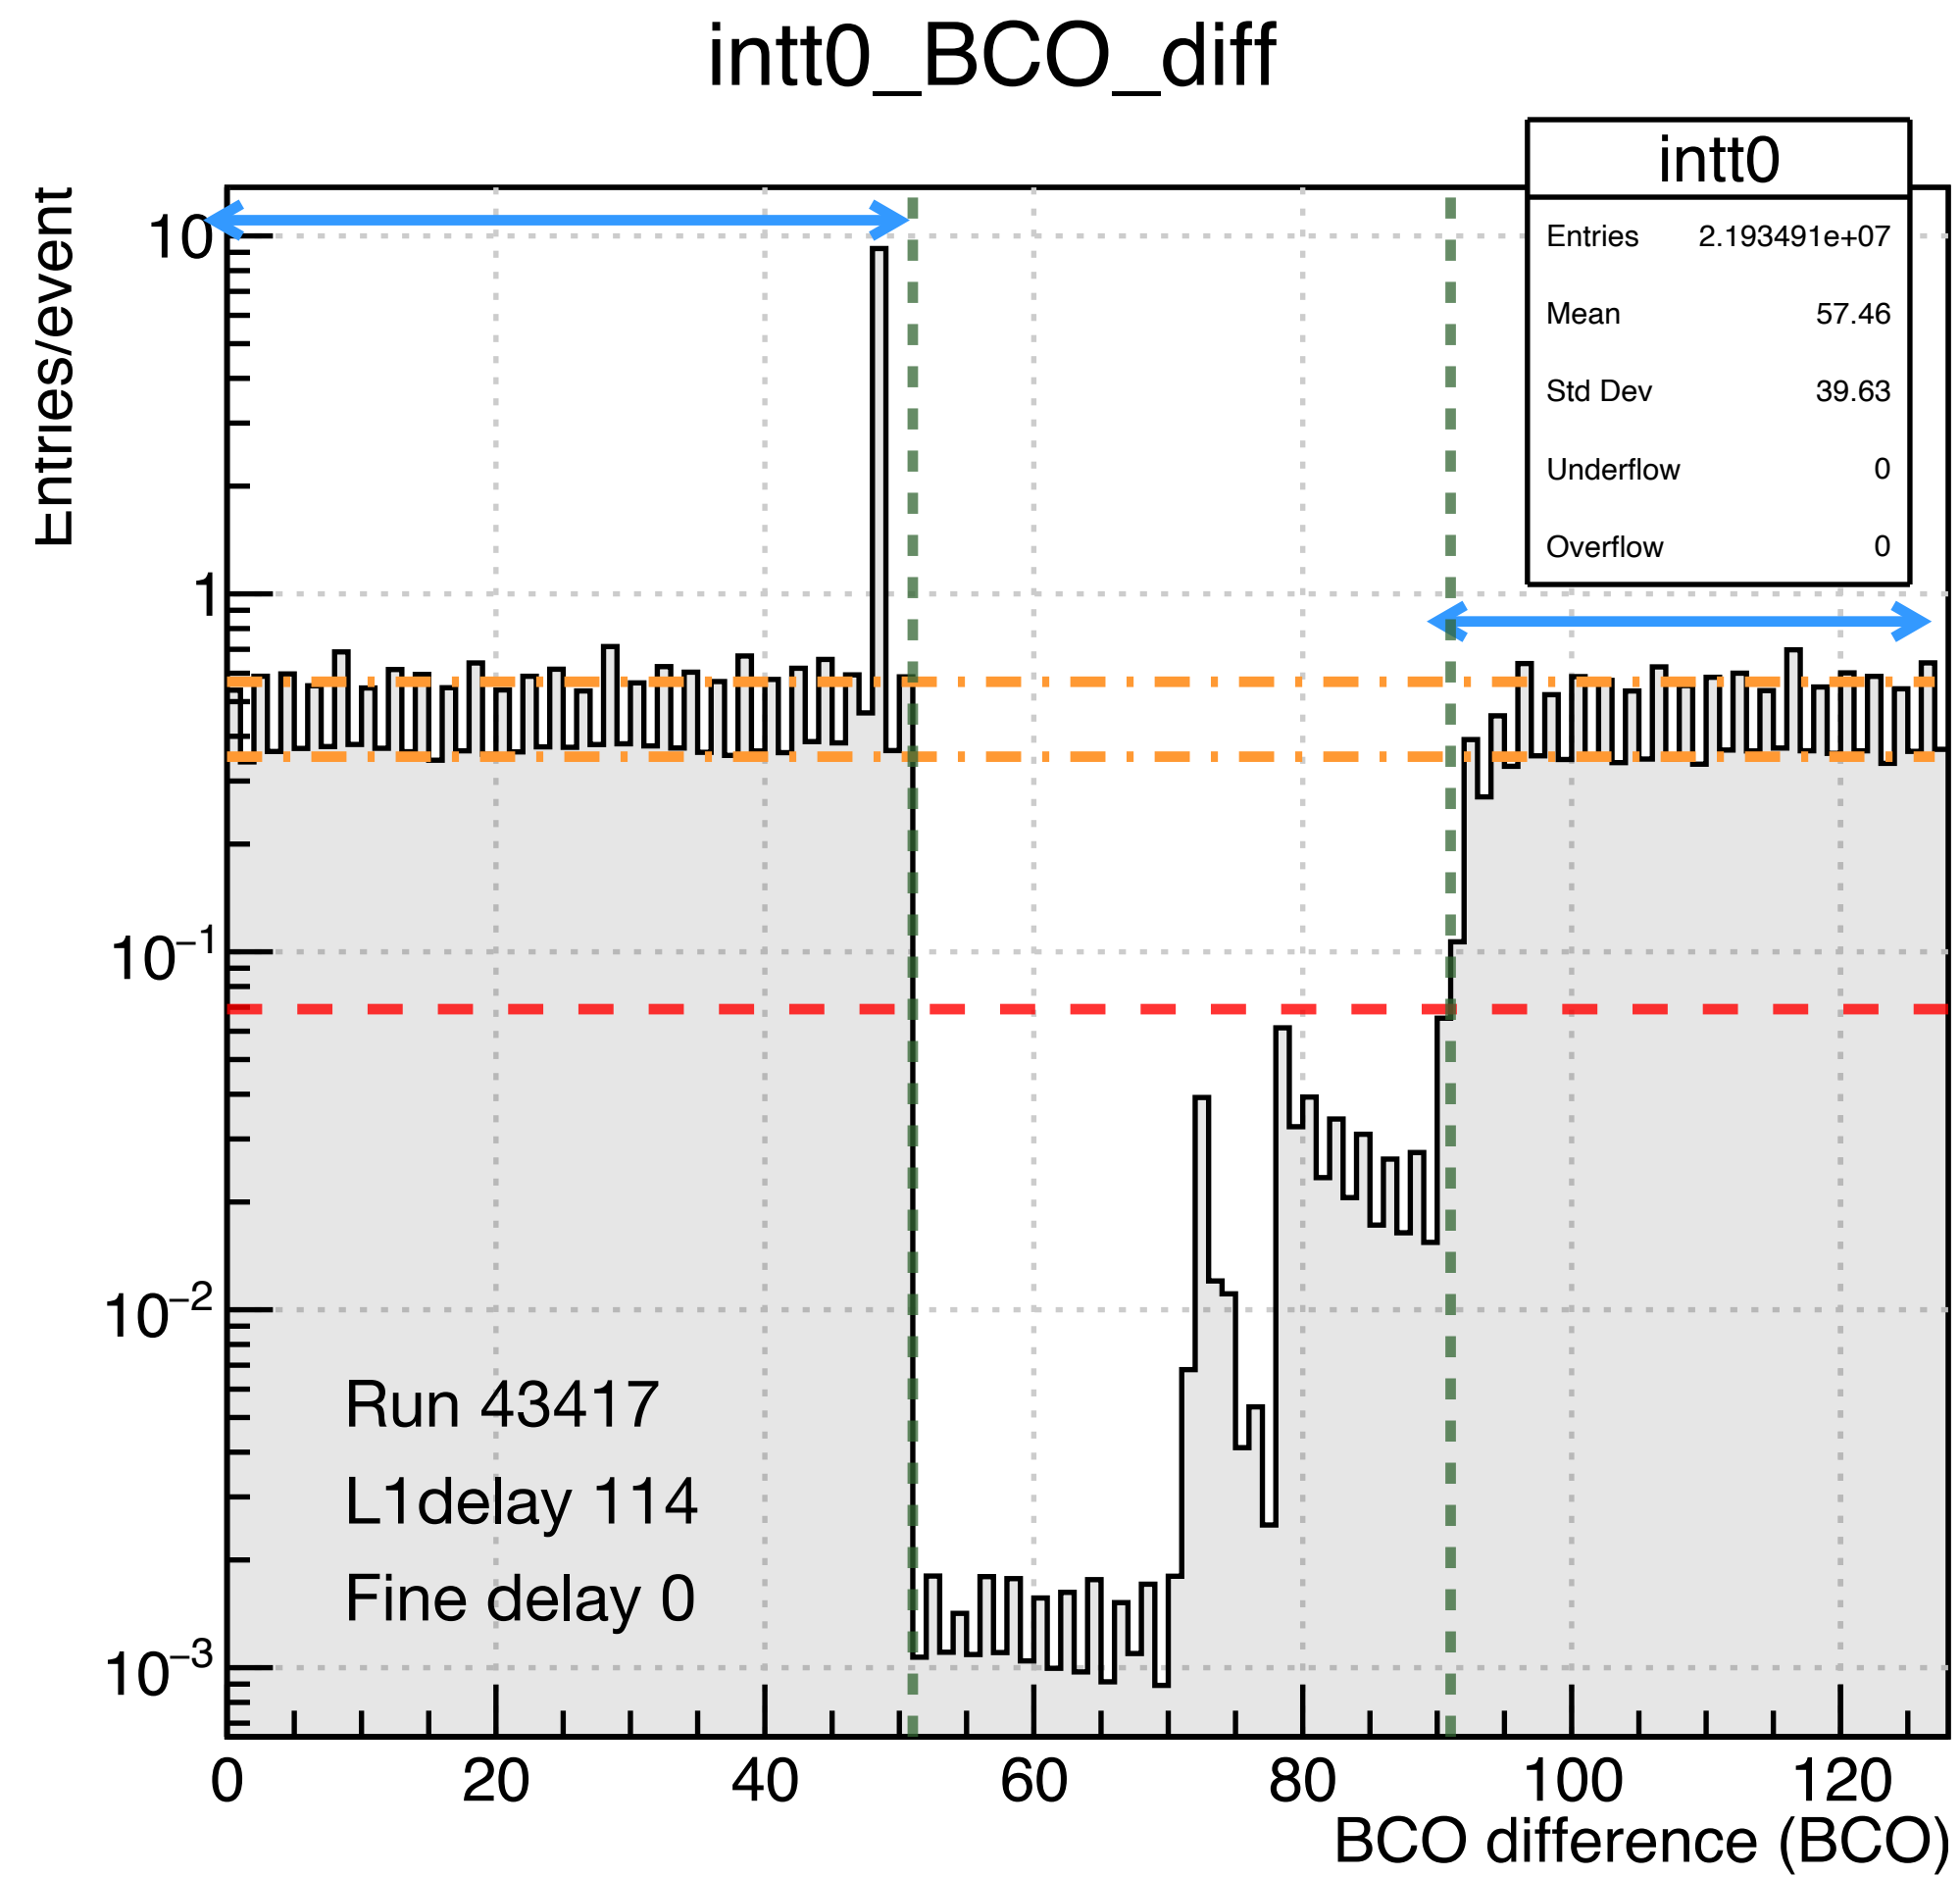 intt0_BCO_diff
Entries/event
intt0
Entries 2.193491e+07
Mean 57.46
Std Dev 39.63
Underflow 0
Overflow 0
10
1
10⁻¹
10⁻²
10⁻³
Run 43417
L1delay 114
Fine delay 0
0 20 40 60 80 100 120
BCO difference (BCO)